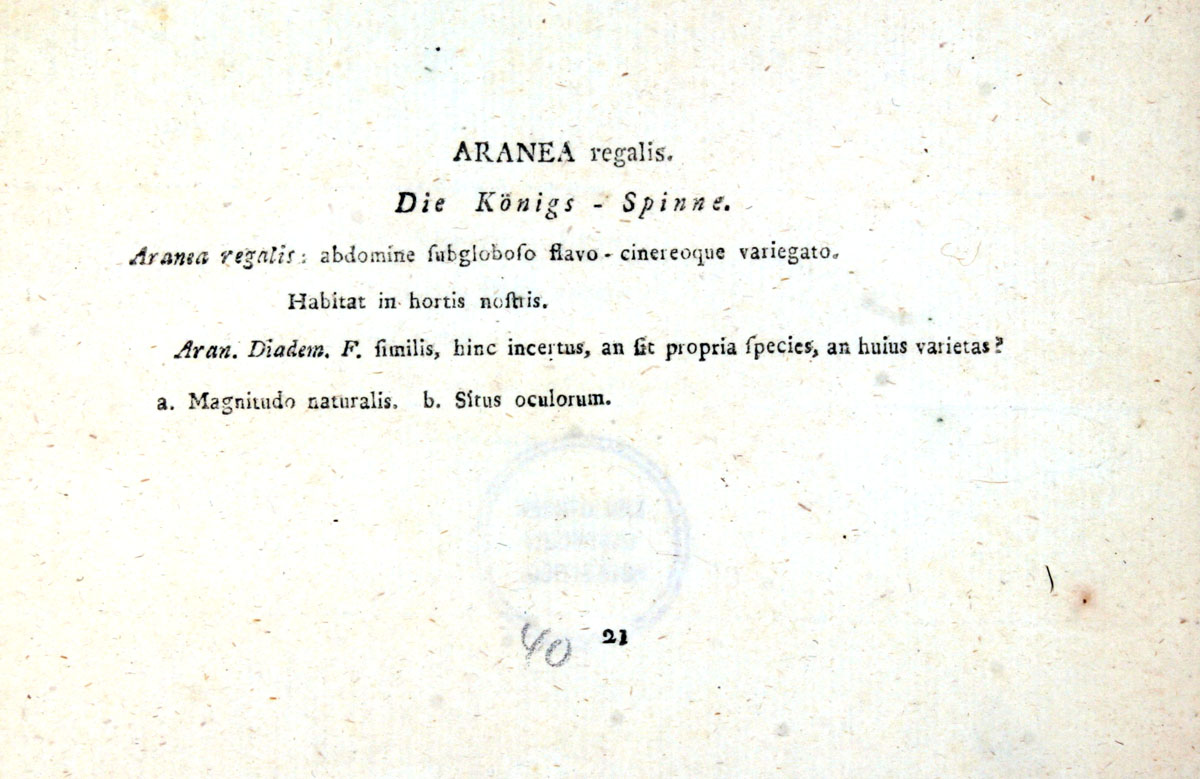 ARANEA regalis.
Die Königs - Spinne.
Aranea regalis: abdomine ſubgloboſo flavo - cinereoque variegato.
Habitat in hortis noſtris.
Aran. Diadem. F. ſimilis, hinc incertus, an ſit propria ſpecies, an huius varietas?
a. Magnitudo naturalis. b. Situs oculorum.
40 21